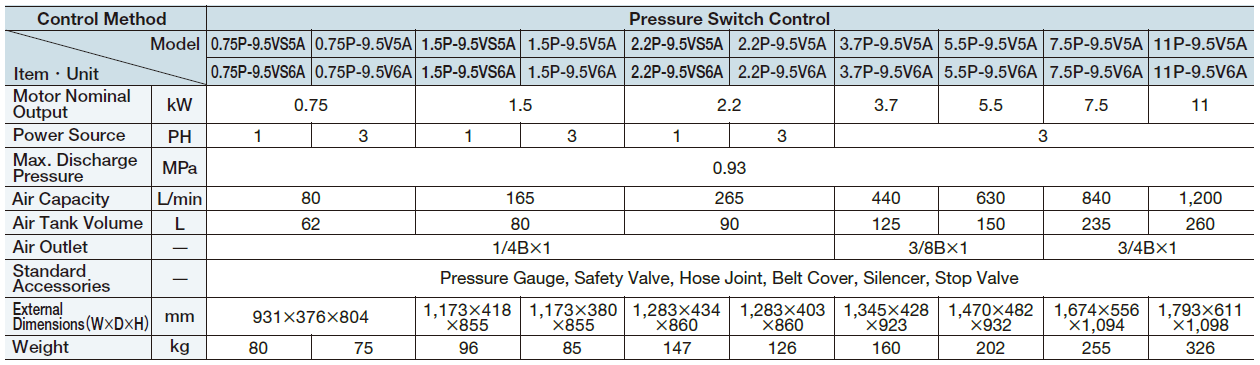 Control Method Pressure Switch Control
Model 0.75P-9.5VS5A 0.75P-9.5V5A 1.5P-9.5VS5A 1.5P-9.5V5A 2.2P-9.5VS5A 2.2P-9.5V5A 3.7P-9.5V5A 5.5P-9.5V5A 7.5P-9.5V5A 11P-9.5V5A
Item・Unit 0.75P-9.5VS6A 0.75P-9.5V6A 1.5P-9.5VS6A 1.5P-9.5V6A 2.2P-9.5VS6A 2.2P-9.5V6A 3.7P-9.5V6A 5.5P-9.5V6A 7.5P-9.5V6A 11P-9.5V6A
Motor Nominal
Output kW 0.75 1.5 2.2 3.7 5.5 7.5 11
Power Source PH 1 3 1 3 1 3 3
Max. Discharge
Pressure MPa 0.93
Air Capacity L/min 80 165 265 440 630 840 1,200
Air Tank Volume L 62 80 90 125 150 235 260
Air Outlet — 1/4B×1 3/8B×1 3/4B×1
Standard
Accessories — Pressure Gauge, Safety Valve, Hose Joint, Belt Cover, Silencer, Stop Valve
External 1,173×418 1,173×380 1,283×434 1,283×403 1,345×428 1,470×482 1,674×556 1,793×611
Dimensions(W×D×H) mm 931×376×804 ×855 ×855 ×860 ×860 ×923 ×932 ×1,094 ×1,098
Weight kg 80 75 96 85 147 126 160 202 255 326